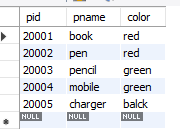 pid pname color
20001 book red
20002 pen red
20003 pencil green
20004 mobile green
20005 charger balck
NULL NULL NULL